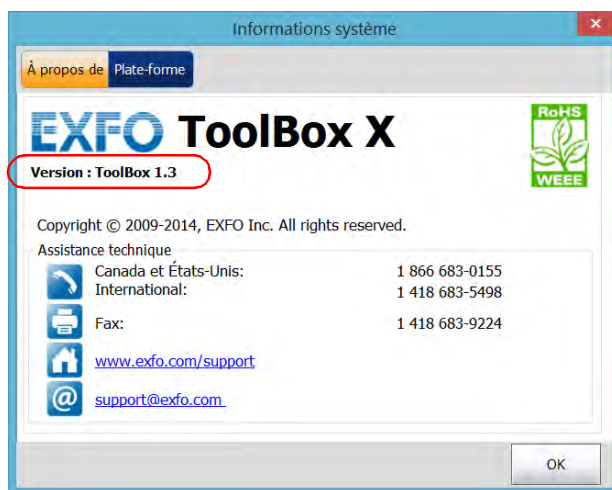 Informations système
À propos de Plate-forme
EXFO ToolBox X
RoHS
Version : ToolBox 1.3
WEEE
Copyright © 2009-2014, EXFO Inc. All rights reserved.
Assistance technique
Canada et États-Unis: 1 866 683-0155
International: 1 418 683-5498
Fax: 1 418 683-9224
www.exfo.com/support
support@exfo.com
OK